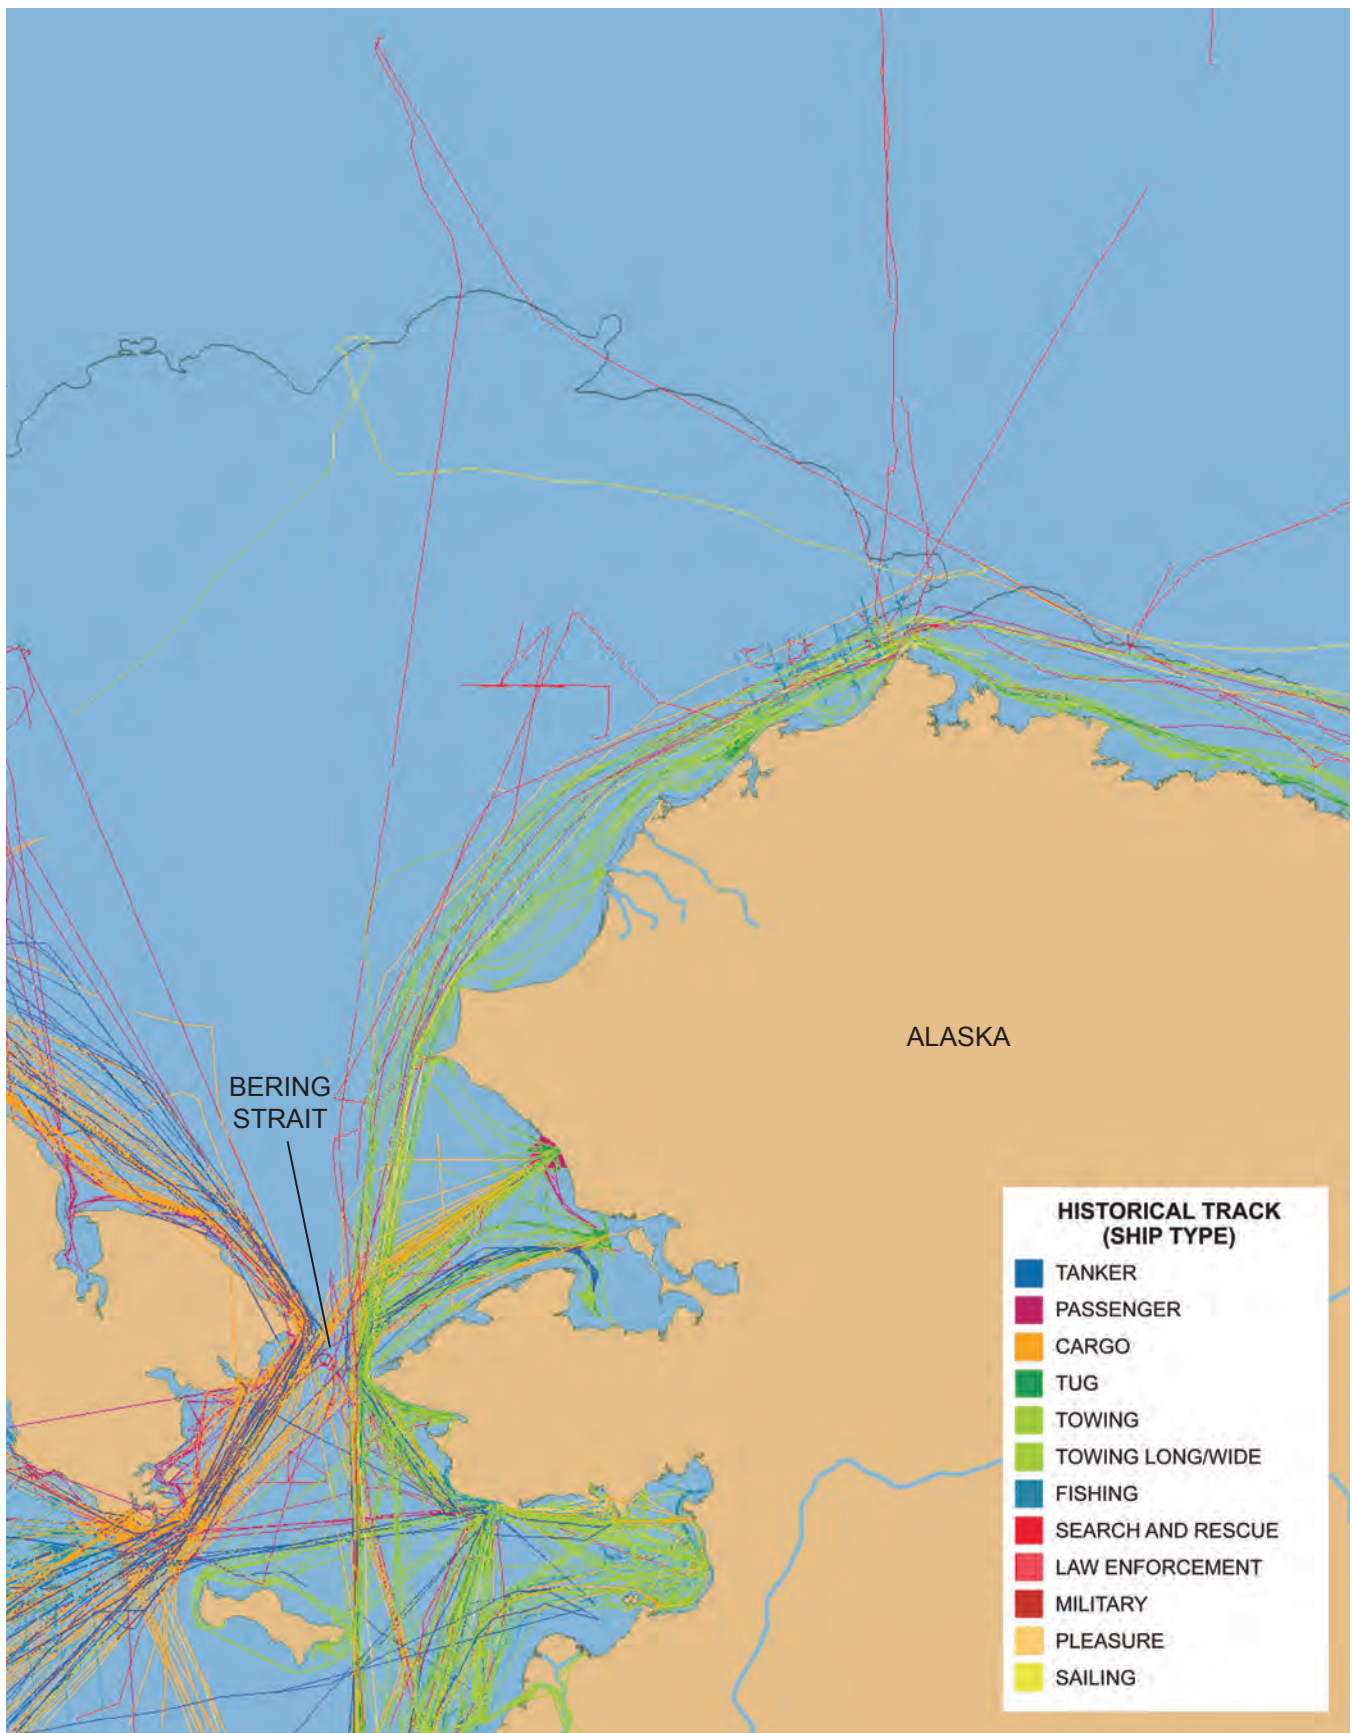 ALASKA
BERING
STRAIT
HISTORICAL TRACK
(SHIP TYPE)
TANKER
PASSENGER
CARGO
TUG
TOWING
TOWING LONG/WIDE
FISHING
SEARCH AND RESCUE
LAW ENFORCEMENT
MILITARY
PLEASURE
SAILING